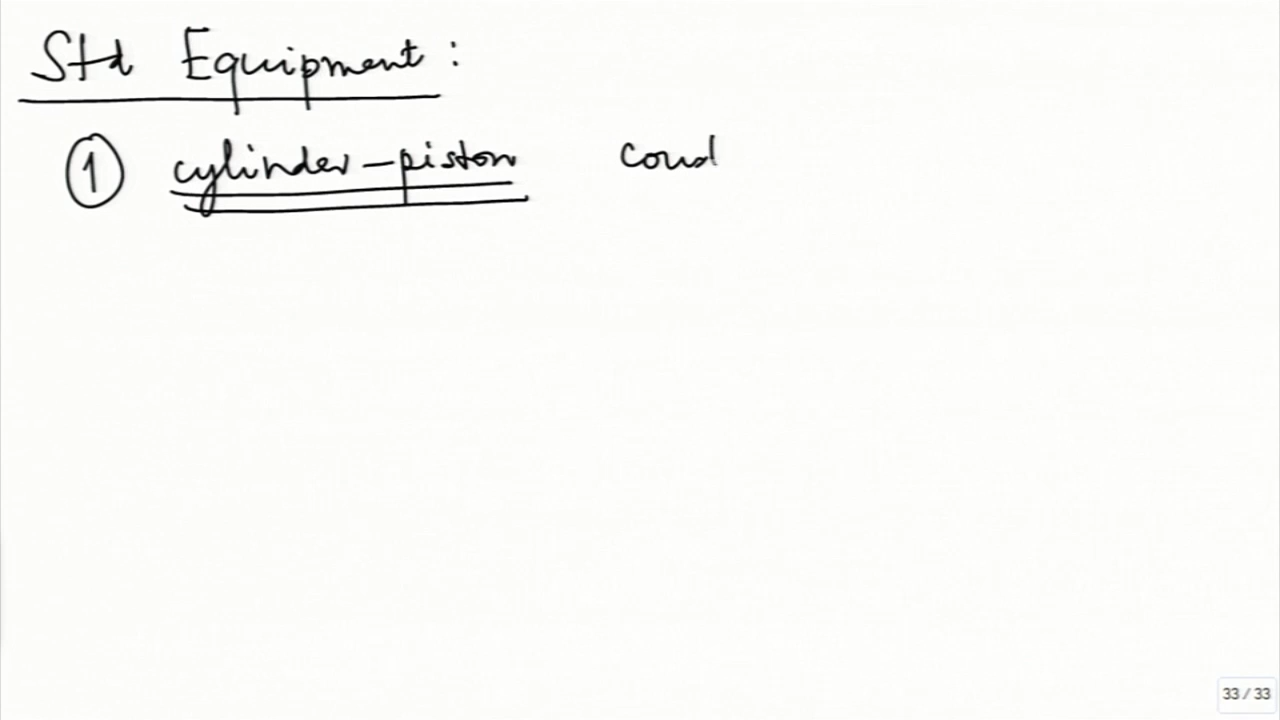 Std Equipment :
① cylinder-piston cond
33 / 33